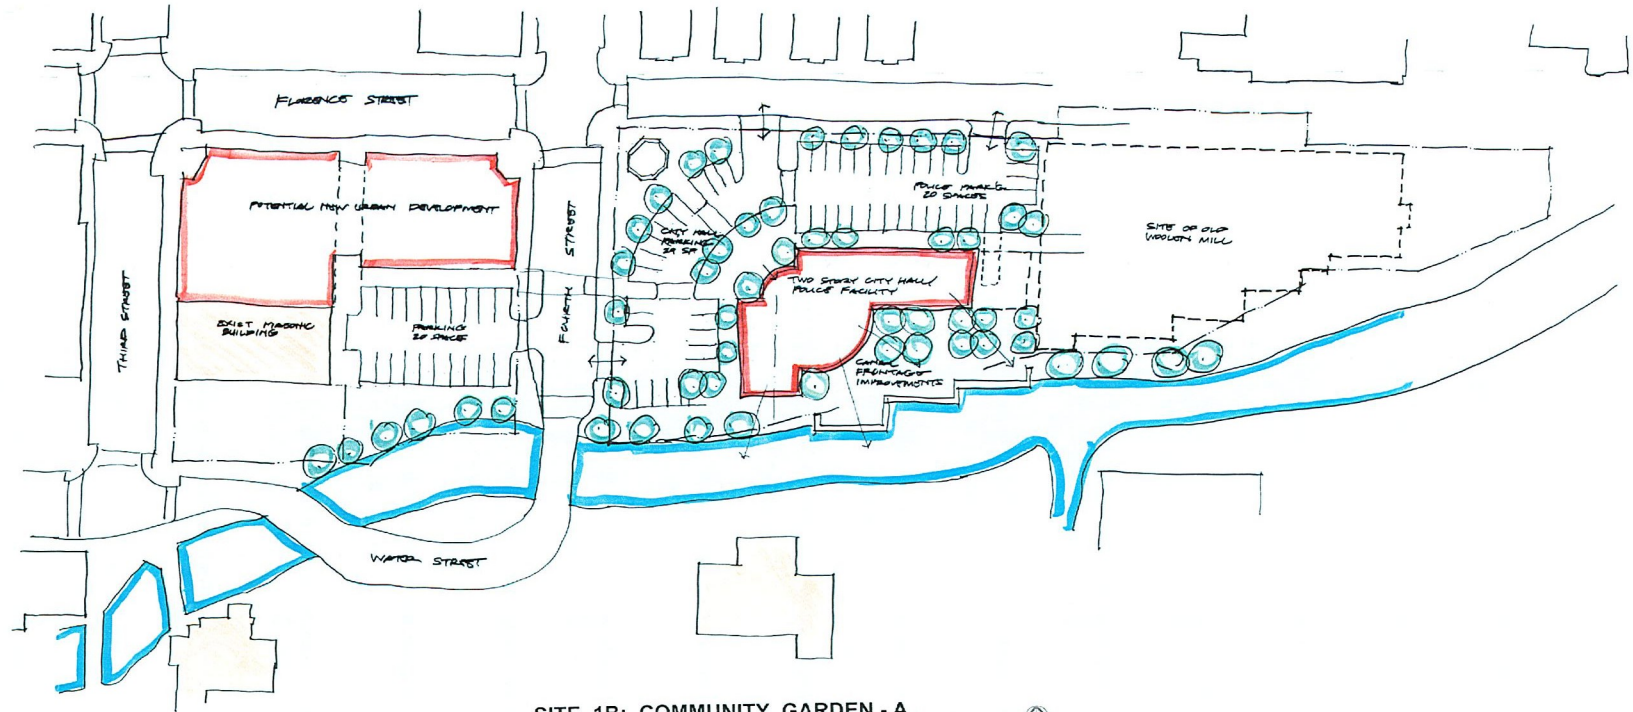 FLORENCE STREET
POTENTIAL NEW URBAN DEVELOPMENT
THIRD STREET
EXIST MASONIC
BUILDING
PARKING
20 SPACE
FOURTH STREET
CITY HALL
PARKING
POLICE PARK'G
20 SPACES
TWO STORY CITY HALL/
POLICE FACILITY
CANAL
FRONTAGE
IMPROVEMENTS
SITE OF OLD
WOOLEN MILL
WATER STREET
SITE 1B: COMMUNITY GARDEN - A